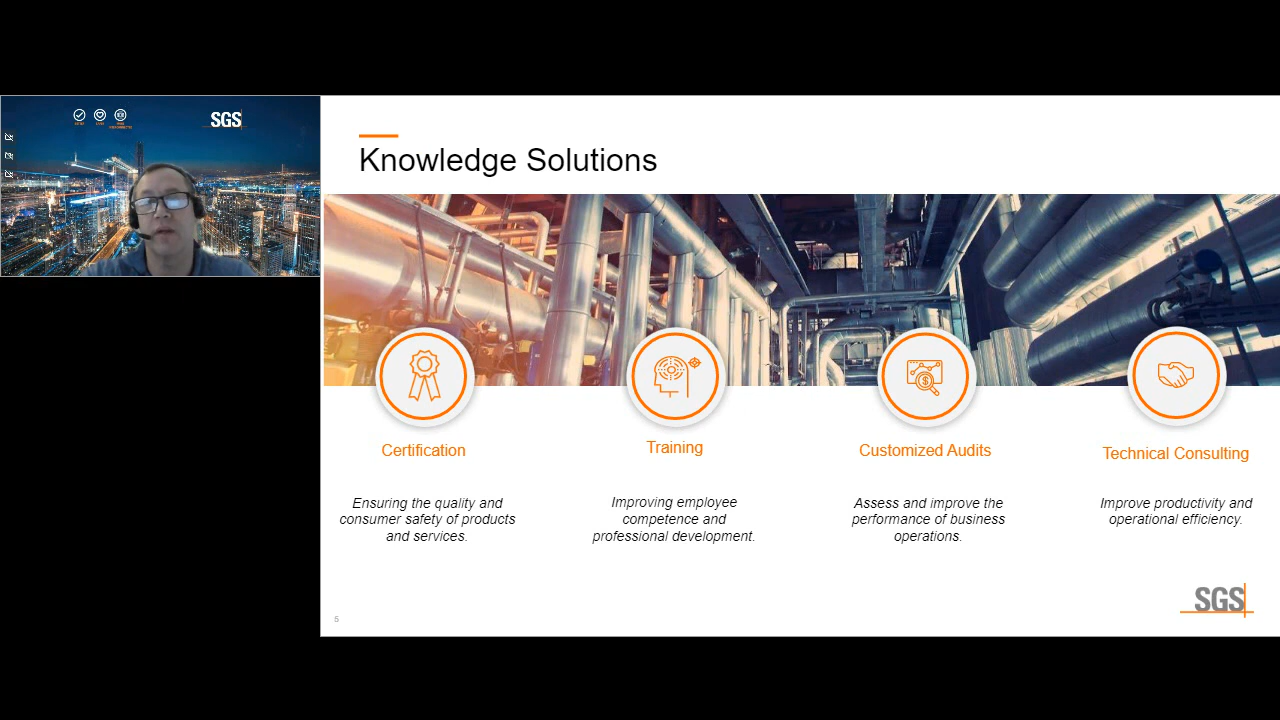 SGS
Knowledge Solutions
Certification
Training
Customized Audits
Technical Consulting
Ensuring the quality and
consumer safety of products
and services.
Improving employee
competence and
professional development.
Assess and improve the
performance of business
operations.
Improve productivity and
operational efficiency.
5
SGS